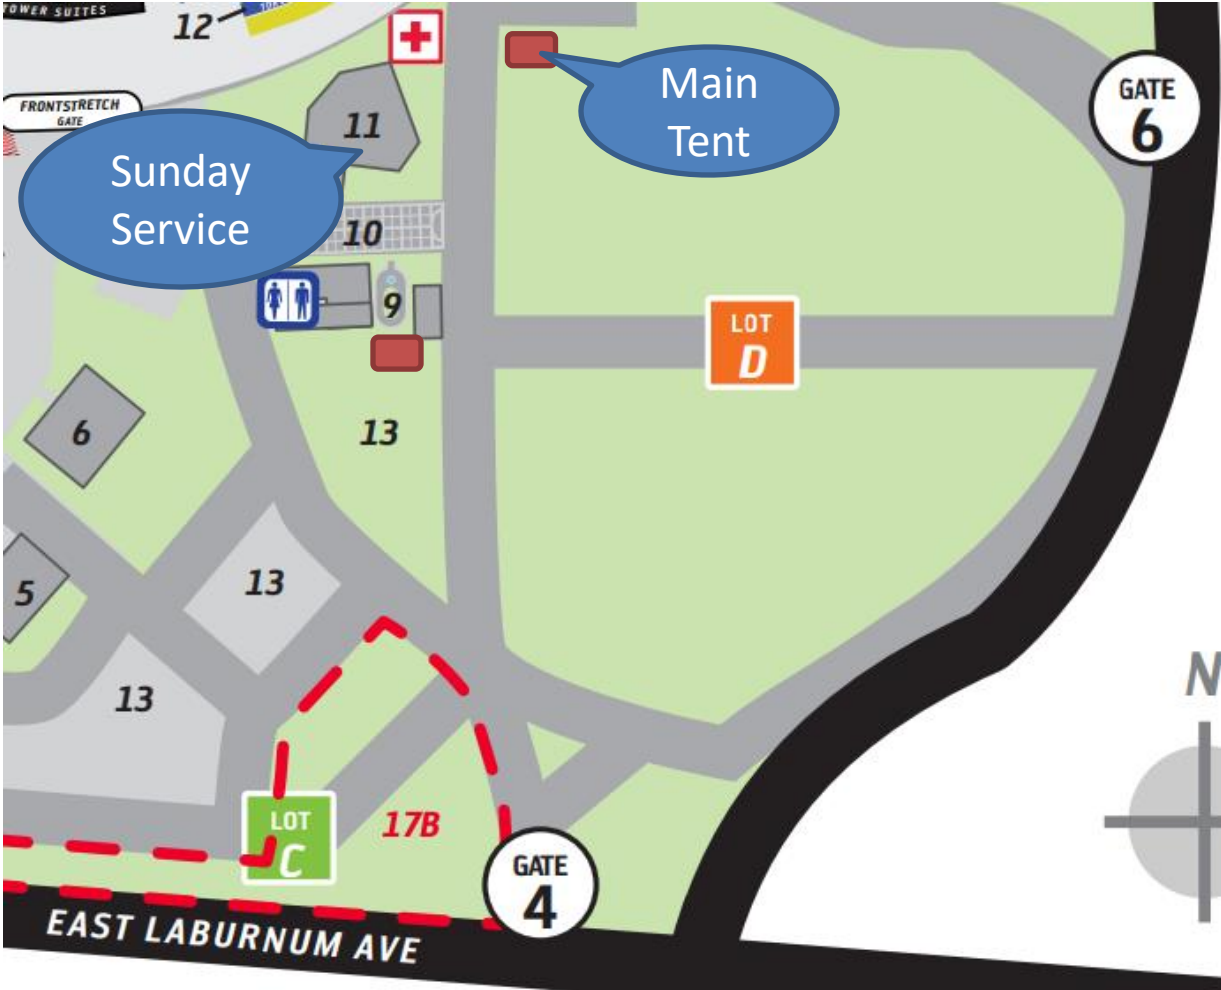 TOWER SUITES
12
FRONTSTRETCH
GATE
11
Main
Tent
GATE
6
Sunday
Service
10
9
LOT
D
6
13
5
13
13
N
LOT
C
17B
GATE
4
EAST LABURNUM AVE